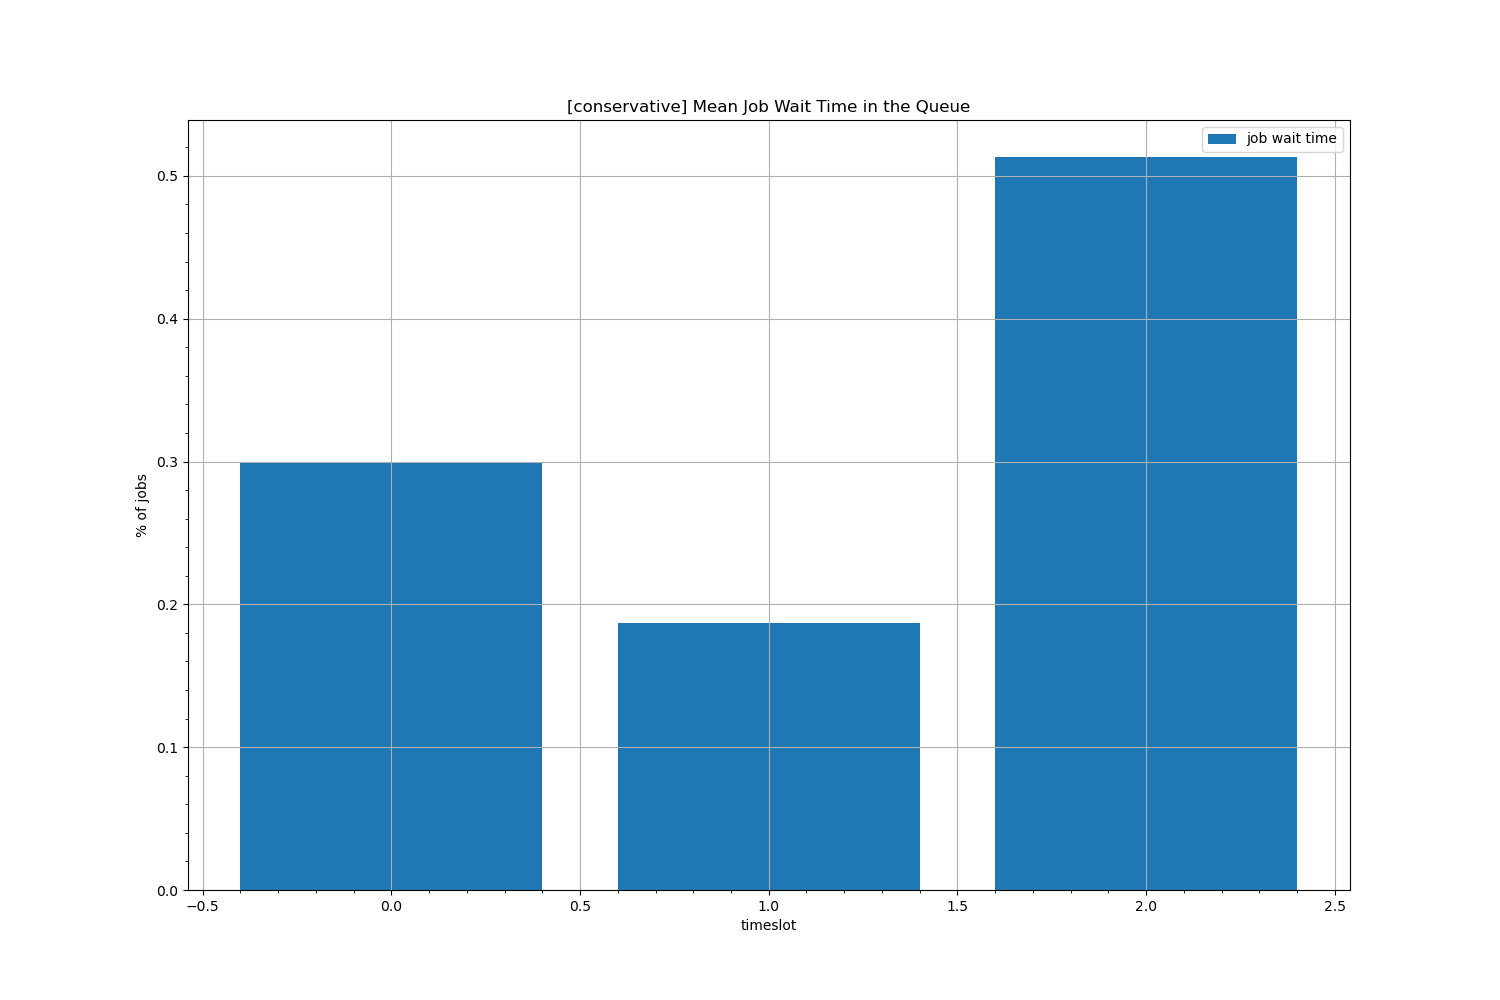 [conservative] Mean Job Wait Time in the Queue
job wait time
0.5
0.4
0.3
0.2
0.1
0.0
% of jobs
−0.5 0.0 0.5 1.0 1.5 2.0 2.5
timeslot